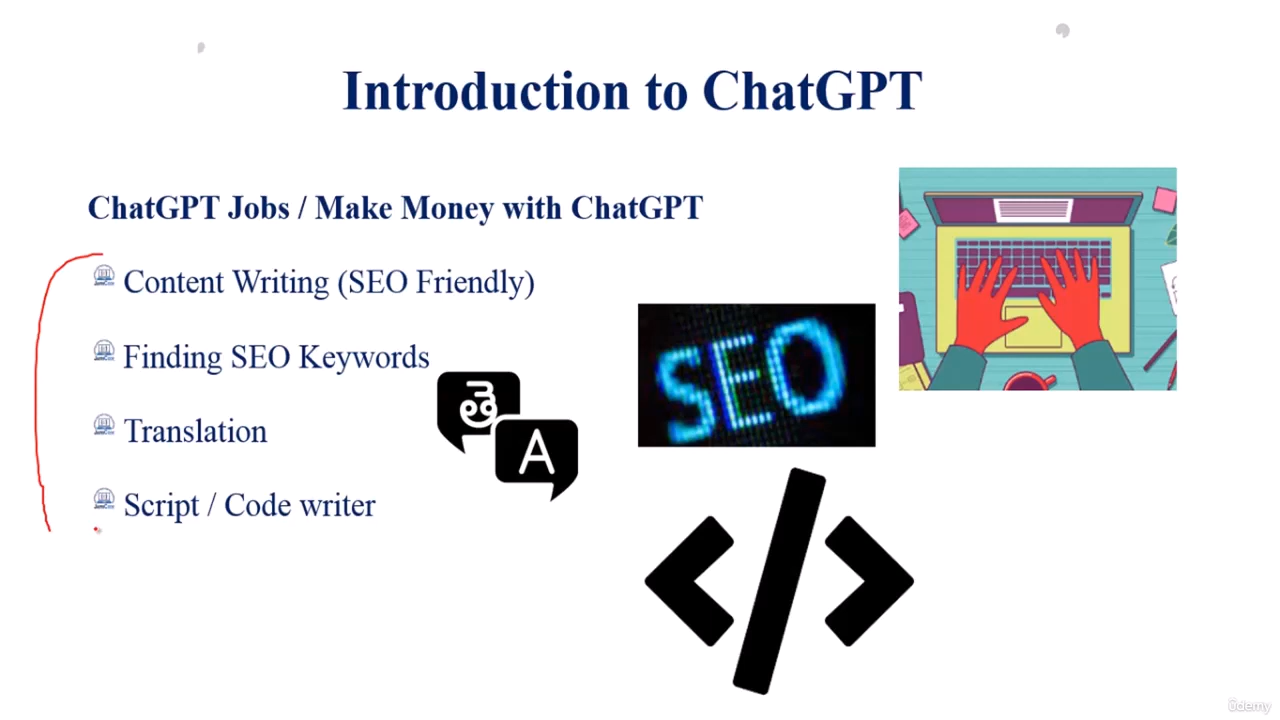 Introduction to ChatGPT
ChatGPT Jobs / Make Money with ChatGPT
Content Writing (SEO Friendly)
Finding SEO Keywords
Translation
Script / Code writer
SEO
A
ûdemy